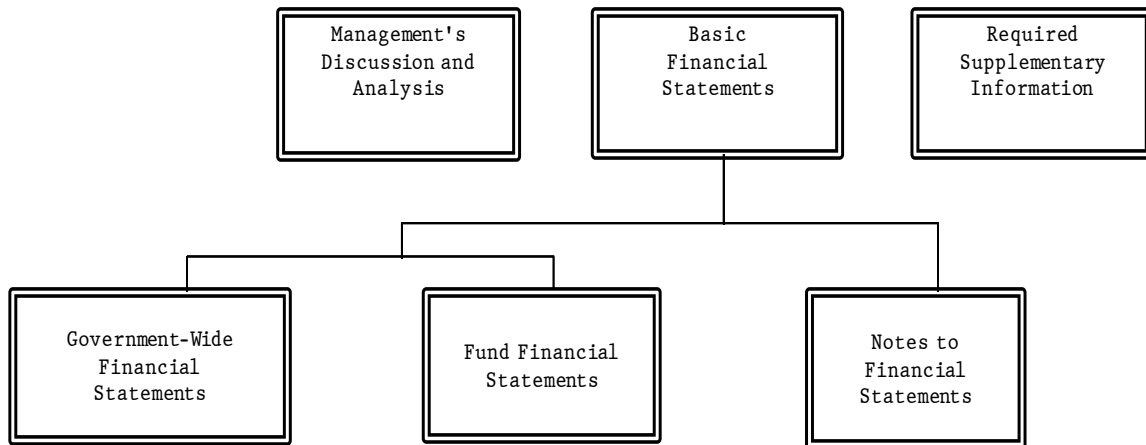 Management's
Discussion and
Analysis
Basic
Financial
Statements
Required
Supplementary
Information
Government-Wide
Financial
Statements
Fund Financial
Statements
Notes to
Financial
Statements